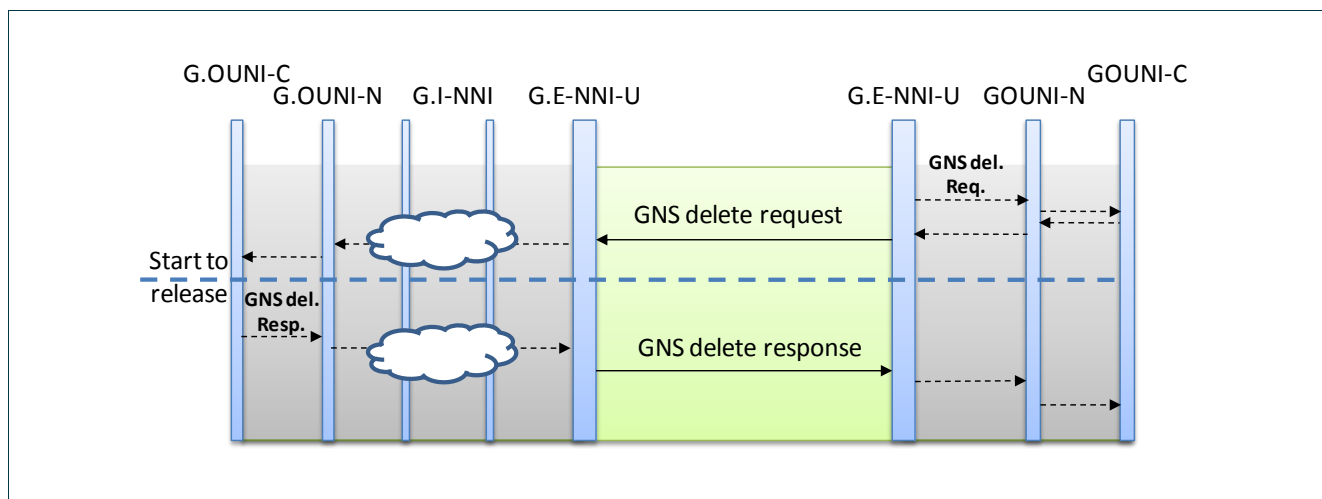 G.OUNI-C
G.OUNI-N
G.I-NNI
G.E-NNI-U
G.E-NNI-U
GOUNI-N
GOUNI-C
GNS del.
Req.
GNS delete request
Start to
release
GNS del.
Resp.
GNS delete response